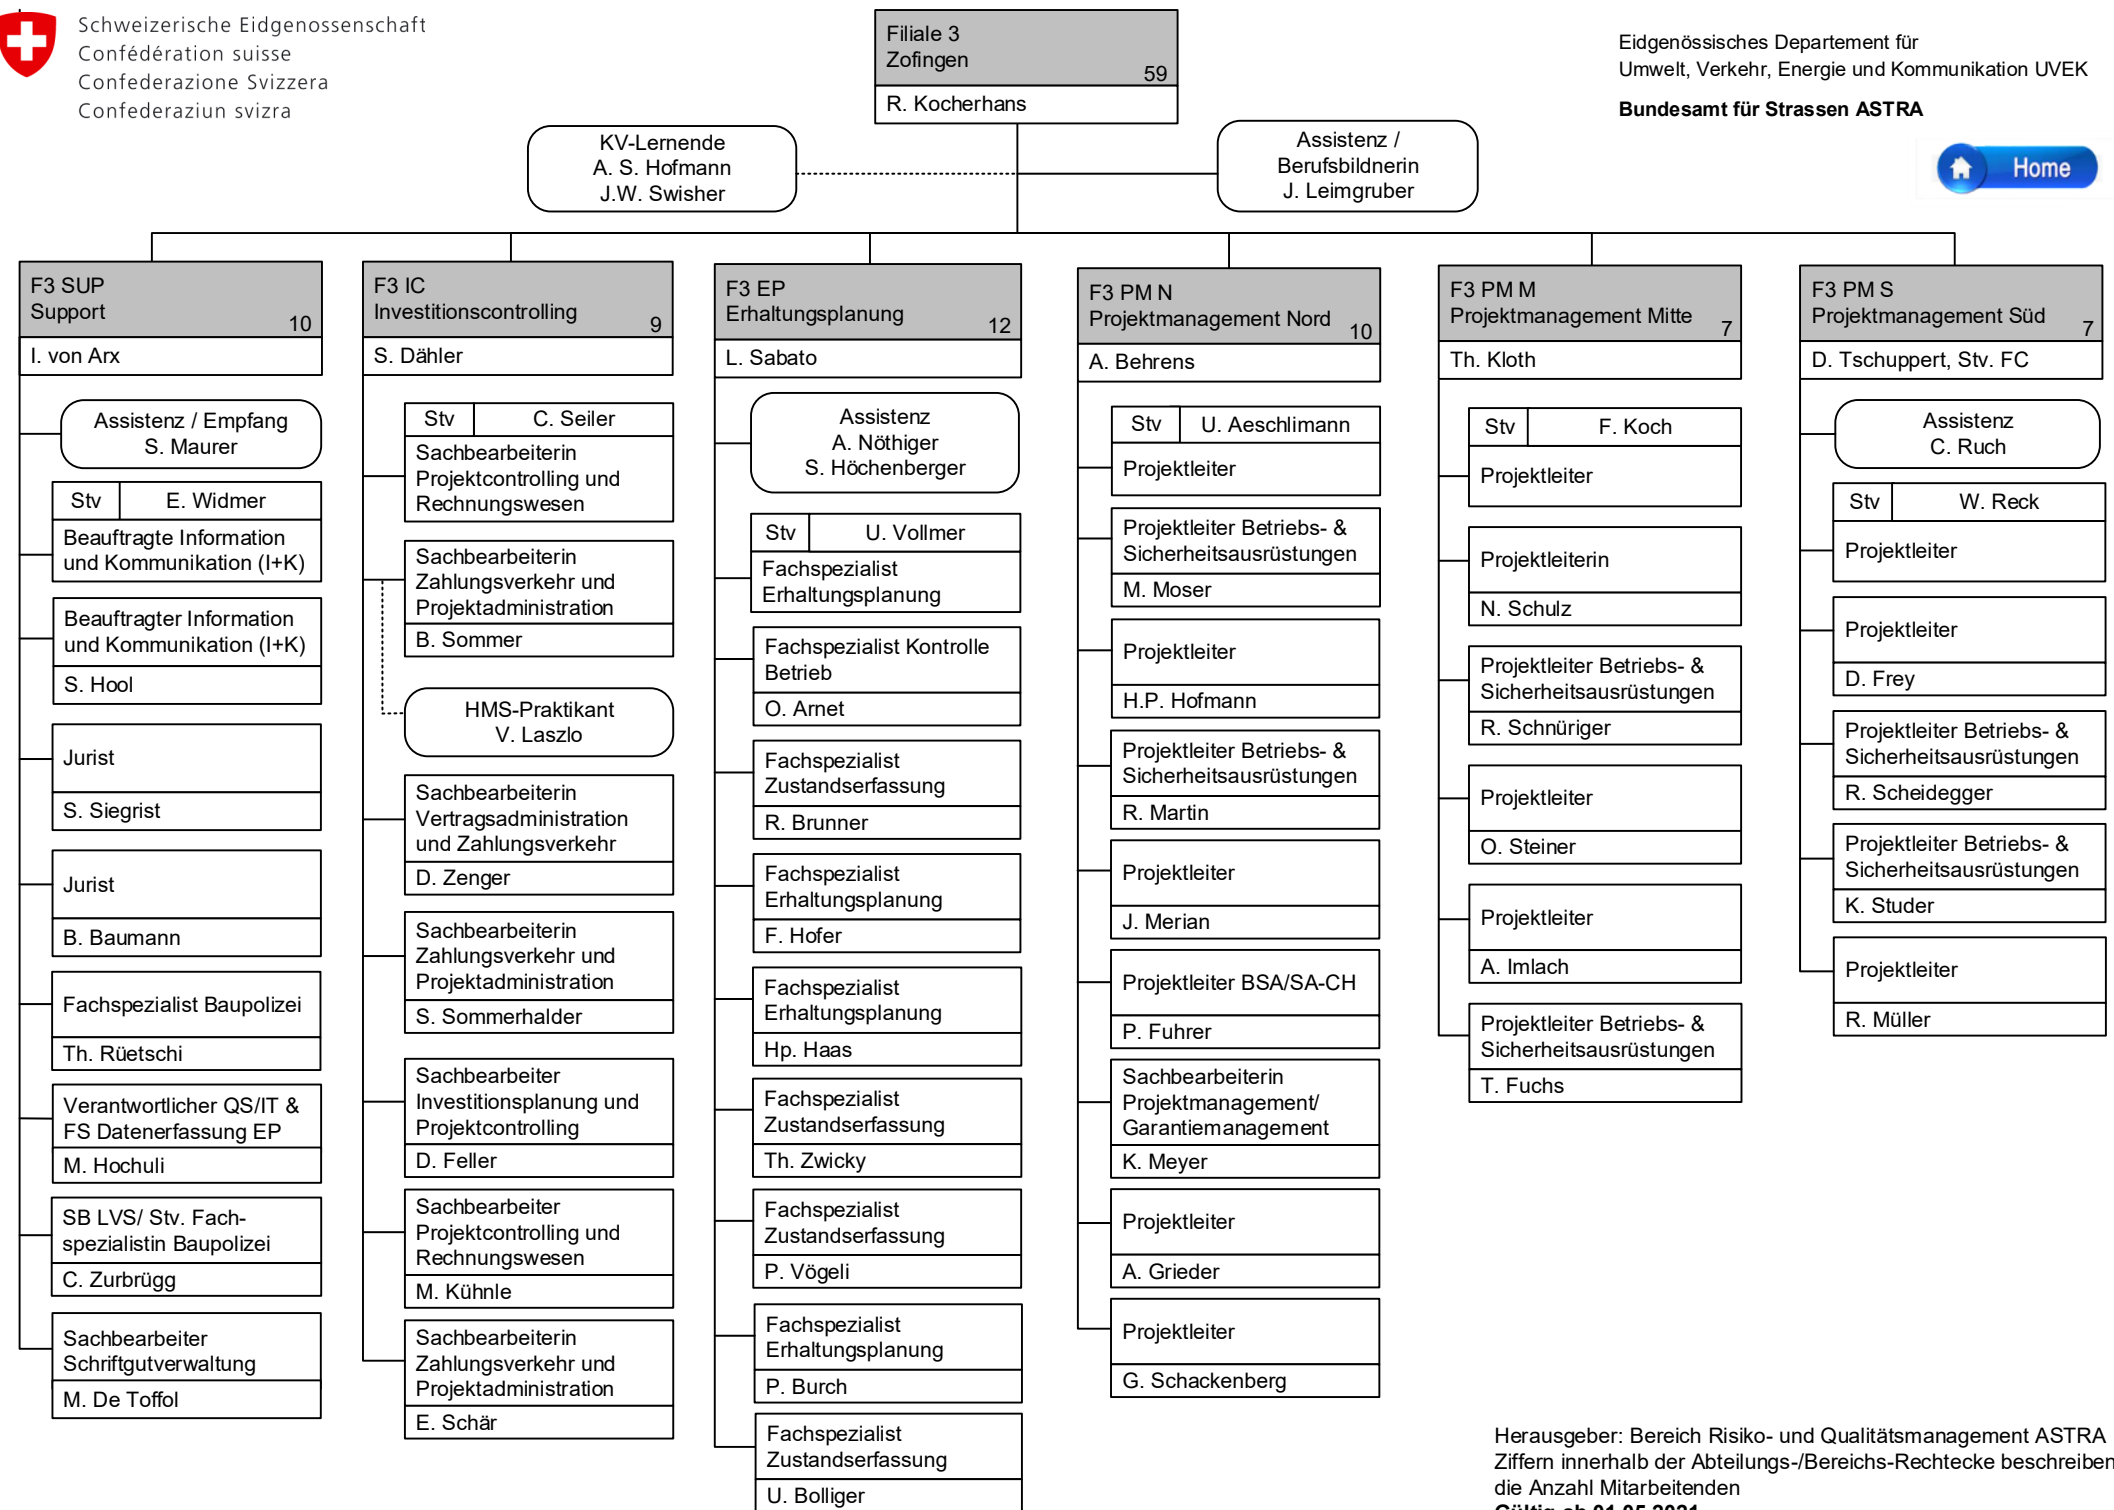 Schweizerische Eidgenossenschaft
Confédération suisse
Confederazione Svizzera
Confederaziun svizra
Filiale 3
Zofingen
59
R. Kocherhans
Eidgenössisches Departement für
Umwelt, Verkehr, Energie und Kommunikation UVEK
Bundesamt für Strassen ASTRA
Home
KV-Lernende
A. S. Hofmann
J.W. Swisher
Assistenz /
Berufsbildnerin
J. Leimgruber
F3 SUP
Support
10
I. von Arx
Assistenz / Empfang
S. Maurer
Stv
E. Widmer
Beauftragte Information
und Kommunikation (I+K)
Beauftragter Information
und Kommunikation (I+K)
S. Hool
Jurist
S. Siegrist
Jurist
B. Baumann
Fachspezialist Baupolizei
Th. Rüetschi
Verantwortlicher QS/IT &
FS Datenerfassung EP
M. Hochuli
SB LVS/ Stv. Fach-
spezialistin Baupolizei
C. Zurbrügg
Sachbearbeiter
Schriftgutverwaltung
M. De Toffol
F3 IC
Investitionscontrolling
9
S. Dähler
Stv
C. Seiler
Sachbearbeiterin
Projektcontrolling und
Rechnungswesen
Sachbearbeiterin
Zahlungsverkehr und
Projektadministration
B. Sommer
HMS-Praktikant
V. Laszlo
Sachbearbeiterin
Vertragsadministration
und Zahlungsverkehr
D. Zenger
Sachbearbeiterin
Zahlungsverkehr und
Projektadministration
S. Sommerhalder
Sachbearbeiter
Investitionsplanung und
Projektcontrolling
D. Feller
Sachbearbeiter
Projektcontrolling und
Rechnungswesen
M. Kühnle
Sachbearbeiterin
Zahlungsverkehr und
Projektadministration
E. Schär
F3 EP
Erhaltungsplanung
12
L. Sabato
Assistenz
A. Nöthiger
S. Höchenberger
Stv
U. Vollmer
Fachspezialist
Erhaltungsplanung
Fachspezialist Kontrolle
Betrieb
O. Arnet
Fachspezialist
Zustandserfassung
R. Brunner
Fachspezialist
Erhaltungsplanung
F. Hofer
Fachspezialist
Erhaltungsplanung
Hp. Haas
Fachspezialist
Zustandserfassung
Th. Zwicky
Fachspezialist
Zustandserfassung
P. Vögeli
Fachspezialist
Erhaltungsplanung
P. Burch
Fachspezialist
Zustandserfassung
U. Bolliger
F3 PM N
Projektmanagement Nord
10
A. Behrens
Stv
U. Aeschlimann
Projektleiter
Projektleiter Betriebs- &
Sicherheitsausrüstungen
M. Moser
Projektleiter
H.P. Hofmann
Projektleiter Betriebs- &
Sicherheitsausrüstungen
R. Martin
Projektleiter
J. Merian
Projektleiter BSA/SA-CH
P. Fuhrer
Sachbearbeiterin
Projektmanagement/
Garantiemanagement
K. Meyer
Projektleiter
A. Grieder
Projektleiter
G. Schackenberg
F3 PM M
Projektmanagement Mitte
7
Th. Kloth
Stv
F. Koch
Projektleiter
Projektleiterin
N. Schulz
Projektleiter Betriebs- &
Sicherheitsausrüstungen
R. Schnüriger
Projektleiter
O. Steiner
Projektleiter
A. Imlach
Projektleiter Betriebs- &
Sicherheitsausrüstungen
T. Fuchs
F3 PM S
Projektmanagement Süd
7
D. Tschuppert, Stv. FC
Assistenz
C. Ruch
Stv
W. Reck
Projektleiter
Projektleiter
D. Frey
Projektleiter Betriebs- &
Sicherheitsausrüstungen
R. Scheidegger
Projektleiter Betriebs- &
Sicherheitsausrüstungen
K. Studer
Projektleiter
R. Müller
Herausgeber: Bereich Risiko- und Qualitätsmanagement ASTRA
Ziffern innerhalb der Abteilungs-/Bereichs-Rechtecke beschreiben
die Anzahl Mitarbeitenden
Gültig ab 01.05.2021